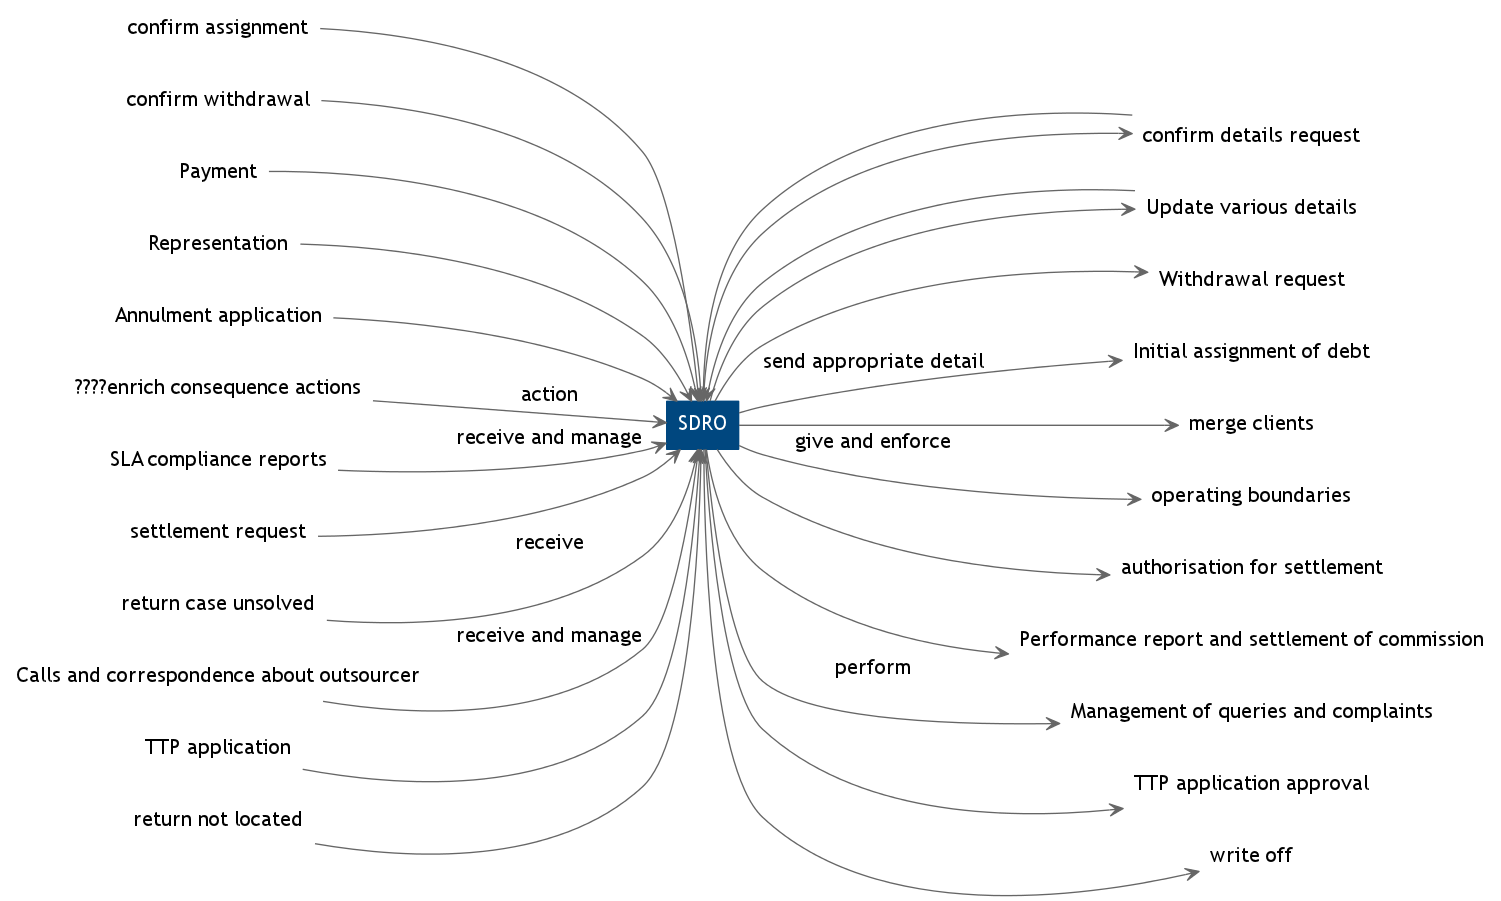 confirm assignment
confirm withdrawal
Payment
Representation
Annulment application
????enrich consequence actions
SLA compliance reports
settlement request
return case unsolved
Calls and correspondence about outsourcer
TTP application
return not located
action
receive and manage
receive
receive and manage
SDRO
send appropriate detail
give and enforce
perform
confirm details request
Update various details
Withdrawal request
Initial assignment of debt
merge clients
operating boundaries
authorisation for settlement
Performance report and settlement of commission
Management of queries and complaints
TTP application approval
write off